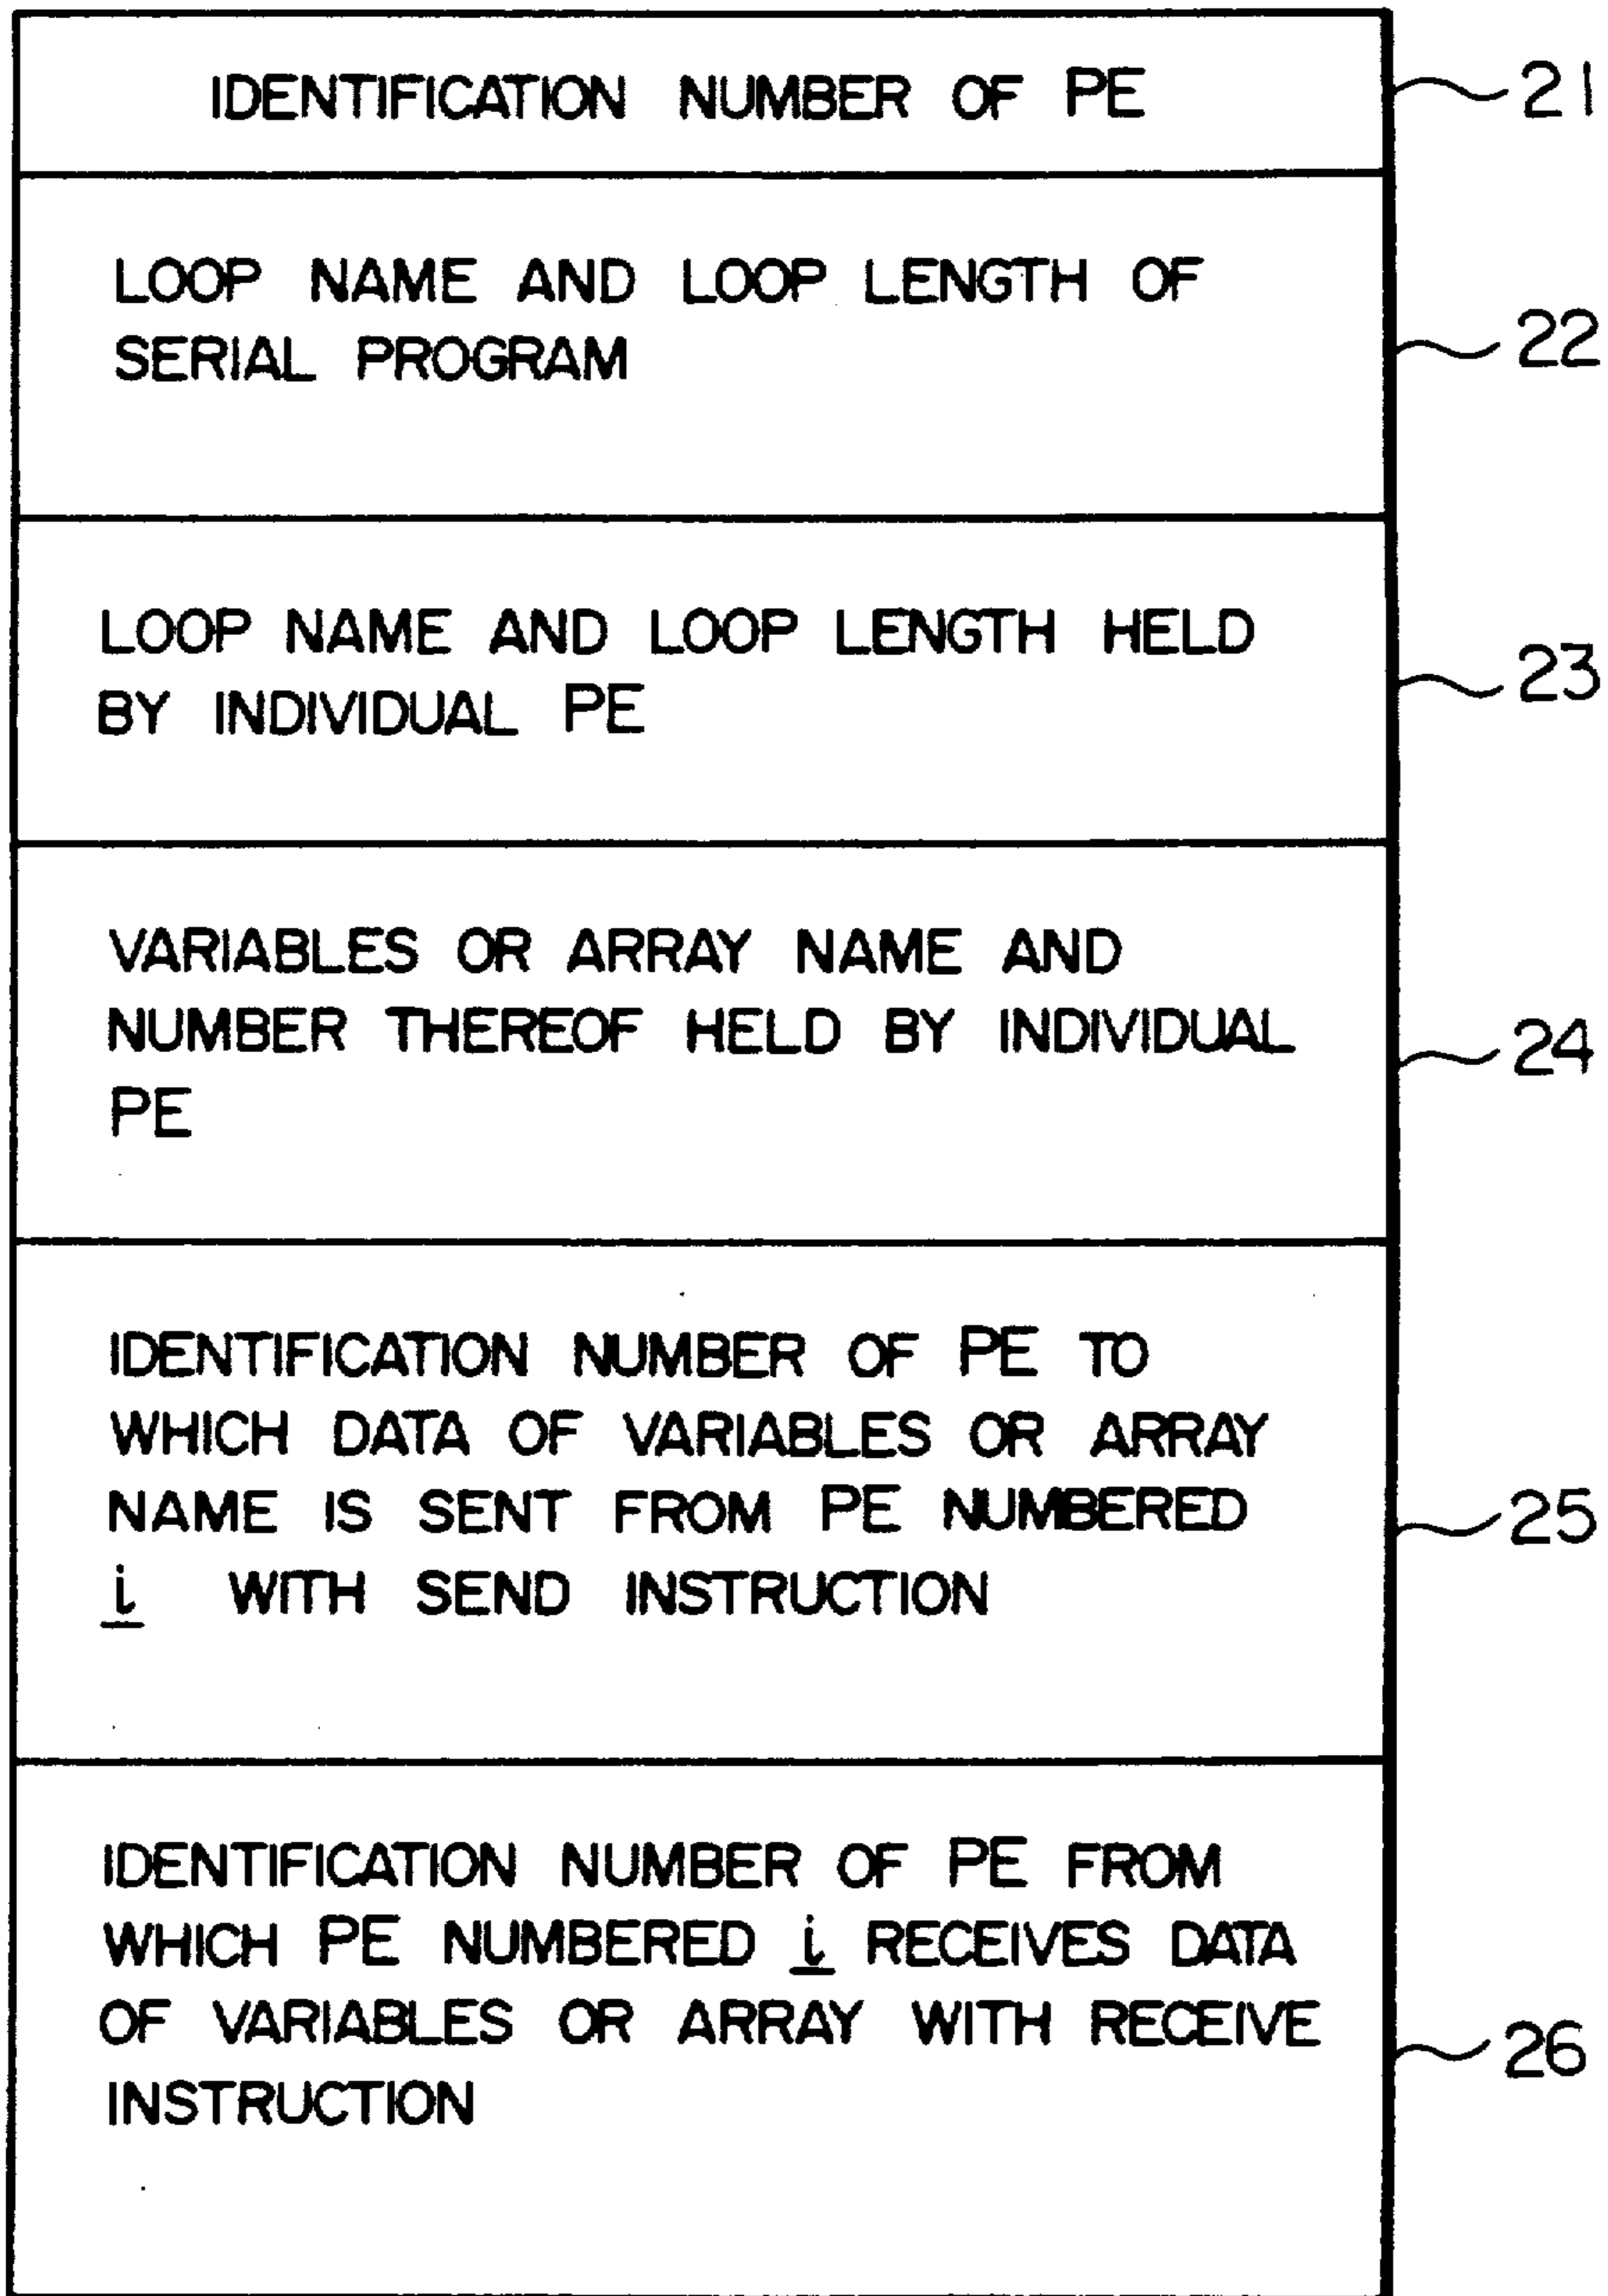 IDENTIFICATION NUMBER OF PE
21
LOOP NAME AND LOOP LENGTH OF
SERIAL PROGRAM
22
LOOP NAME AND LOOP LENGTH HELD
BY INDIVIDUAL PE
23
VARIABLES OR ARRAY NAME AND
NUMBER THEREOF HELD BY INDIVIDUAL
PE
24
IDENTIFICATION NUMBER OF PE TO
WHICH DATA OF VARIABLES OR ARRAY
NAME IS SENT FROM PE NUMBERED
i WITH SEND INSTRUCTION
25
IDENTIFICATION NUMBER OF PE FROM
WHICH PE NUMBERED i RECEIVES DATA
OF VARIABLES OR ARRAY WITH RECEIVE
INSTRUCTION
26